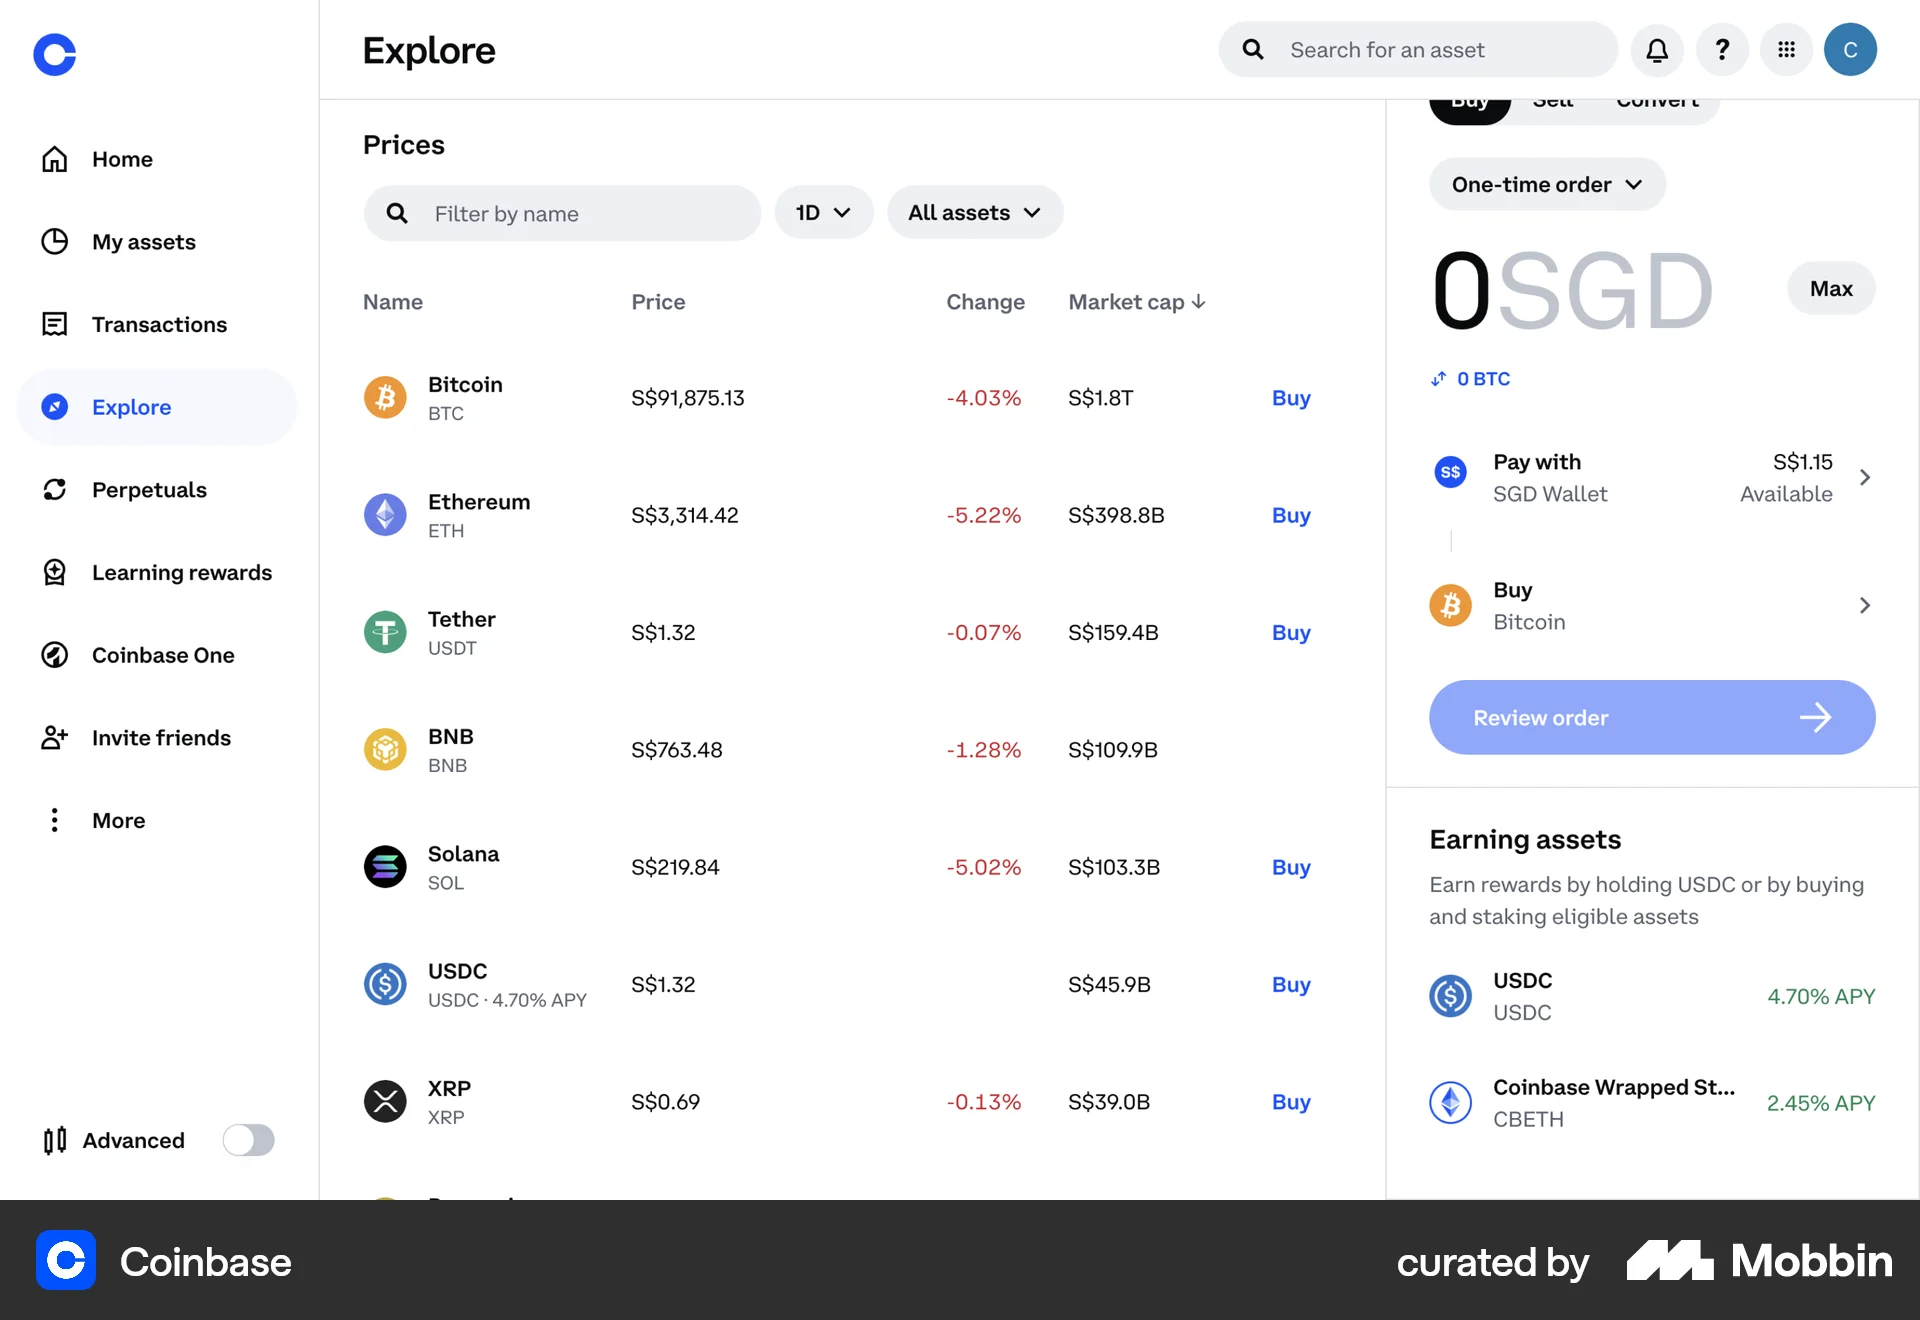 Explore
Search for an asset
?
C
Home
My assets
Transactions
Explore
Perpetuals
Learning rewards
Coinbase One
Invite friends
More
Advanced
Prices
Filter by name
1D
All assets
Name Price Change Market cap ↓
Bitcoin
BTC
S$91,875.13 -4.03% S$1.8T Buy
Ethereum
ETH
S$3,314.42 -5.22% S$398.8B Buy
Tether
USDT
S$1.32 -0.07% S$159.4B Buy
BNB
BNB
S$763.48 -1.28% S$109.9B
Solana
SOL
S$219.84 -5.02% S$103.3B Buy
USDC
USDC · 4.70% APY
S$1.32 S$45.9B Buy
XRP
XRP
S$0.69 -0.13% S$39.0B Buy
Buy Sell Convert
One-time order
0SGD
Max
0 BTC
S$
Pay with
SGD Wallet
S$1.15
Available
Buy
Bitcoin
Review order
Earning assets
Earn rewards by holding USDC or by buying
and staking eligible assets
USDC
USDC
4.70% APY
Coinbase Wrapped St...
CBETH
2.45% APY
Coinbase
curated by Mobbin